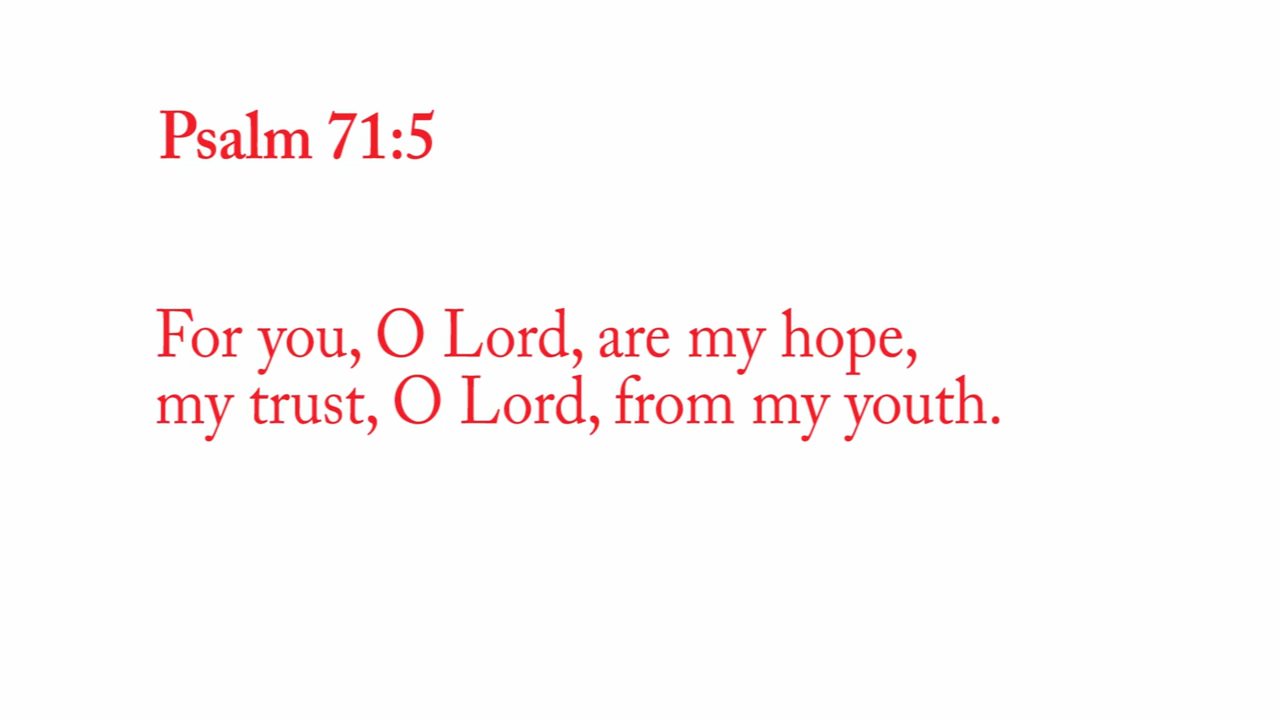 Psalm 71:5
For you, O Lord, are my hope,
my trust, O Lord, from my youth.